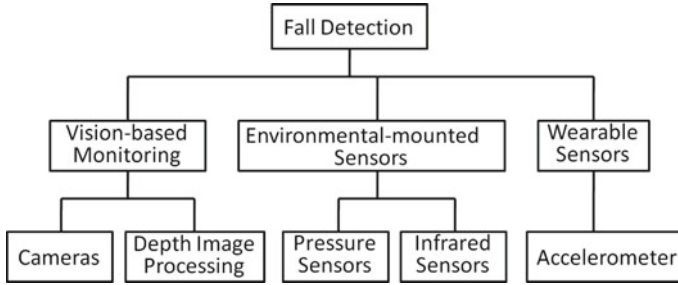 Fall Detection
Vision-based
Monitoring
Environmental-mounted
Sensors
Wearable
Sensors
Cameras
Depth Image
Processing
Pressure
Sensors
Infrared
Sensors
Accelerometer